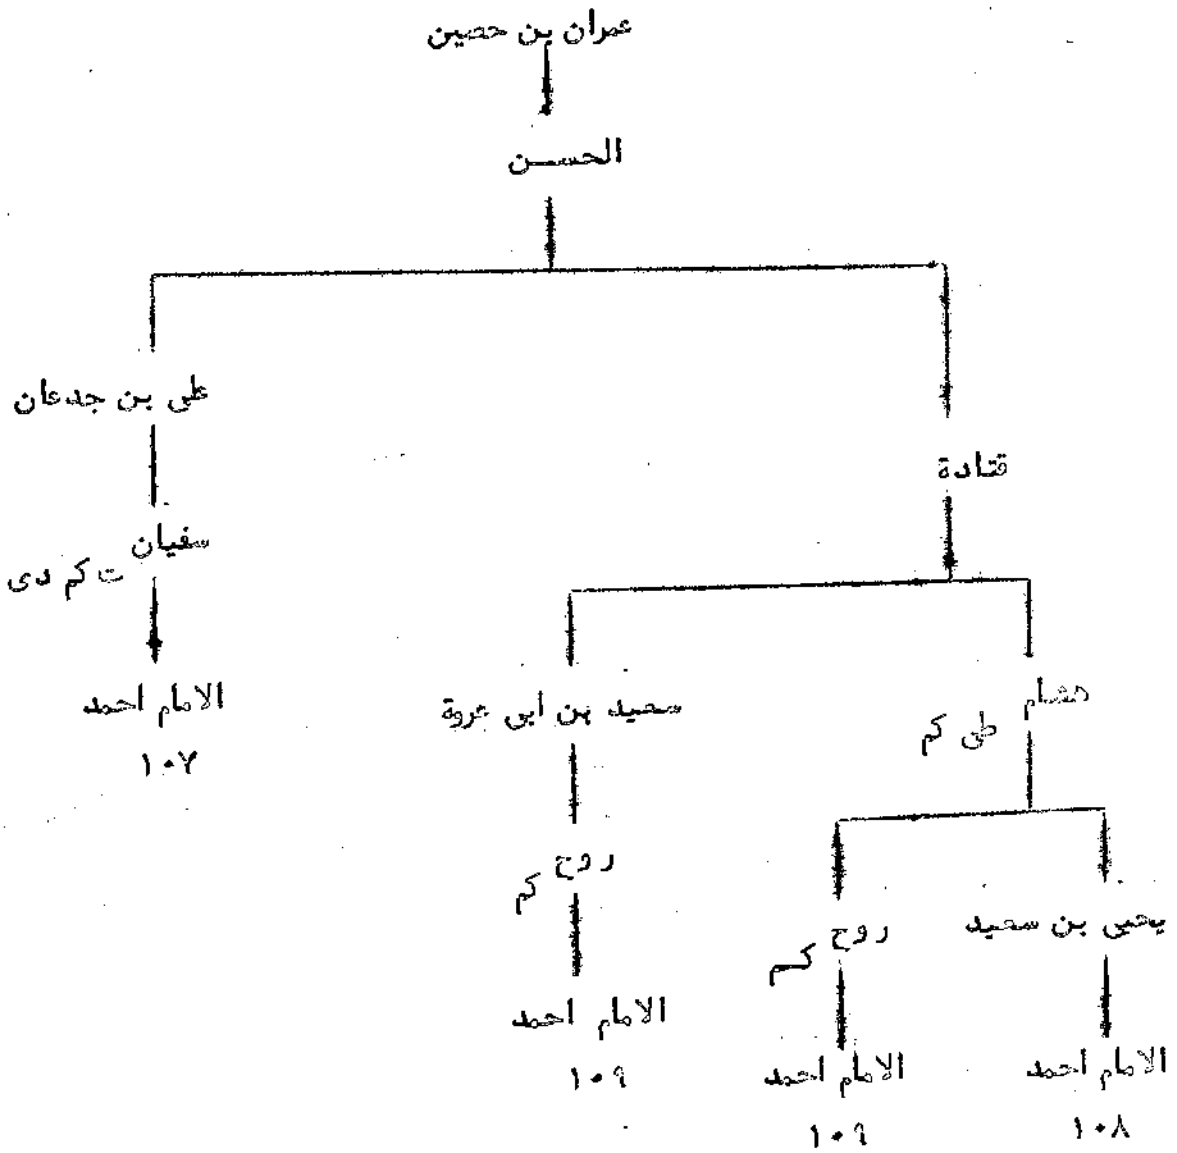 عمران بن حصين
الحسن
على بن جدعان
قتادة
سفيان
ت كم دى
الامام احمد
١٠٧
سعيد بن أبى عروة
هشام
طى كم
روح
كم
يحيى بن سعيد
روح
كم
الامام احمد
١٠٩
الامام احمد
١٠٩
الامام احمد
١٠٨